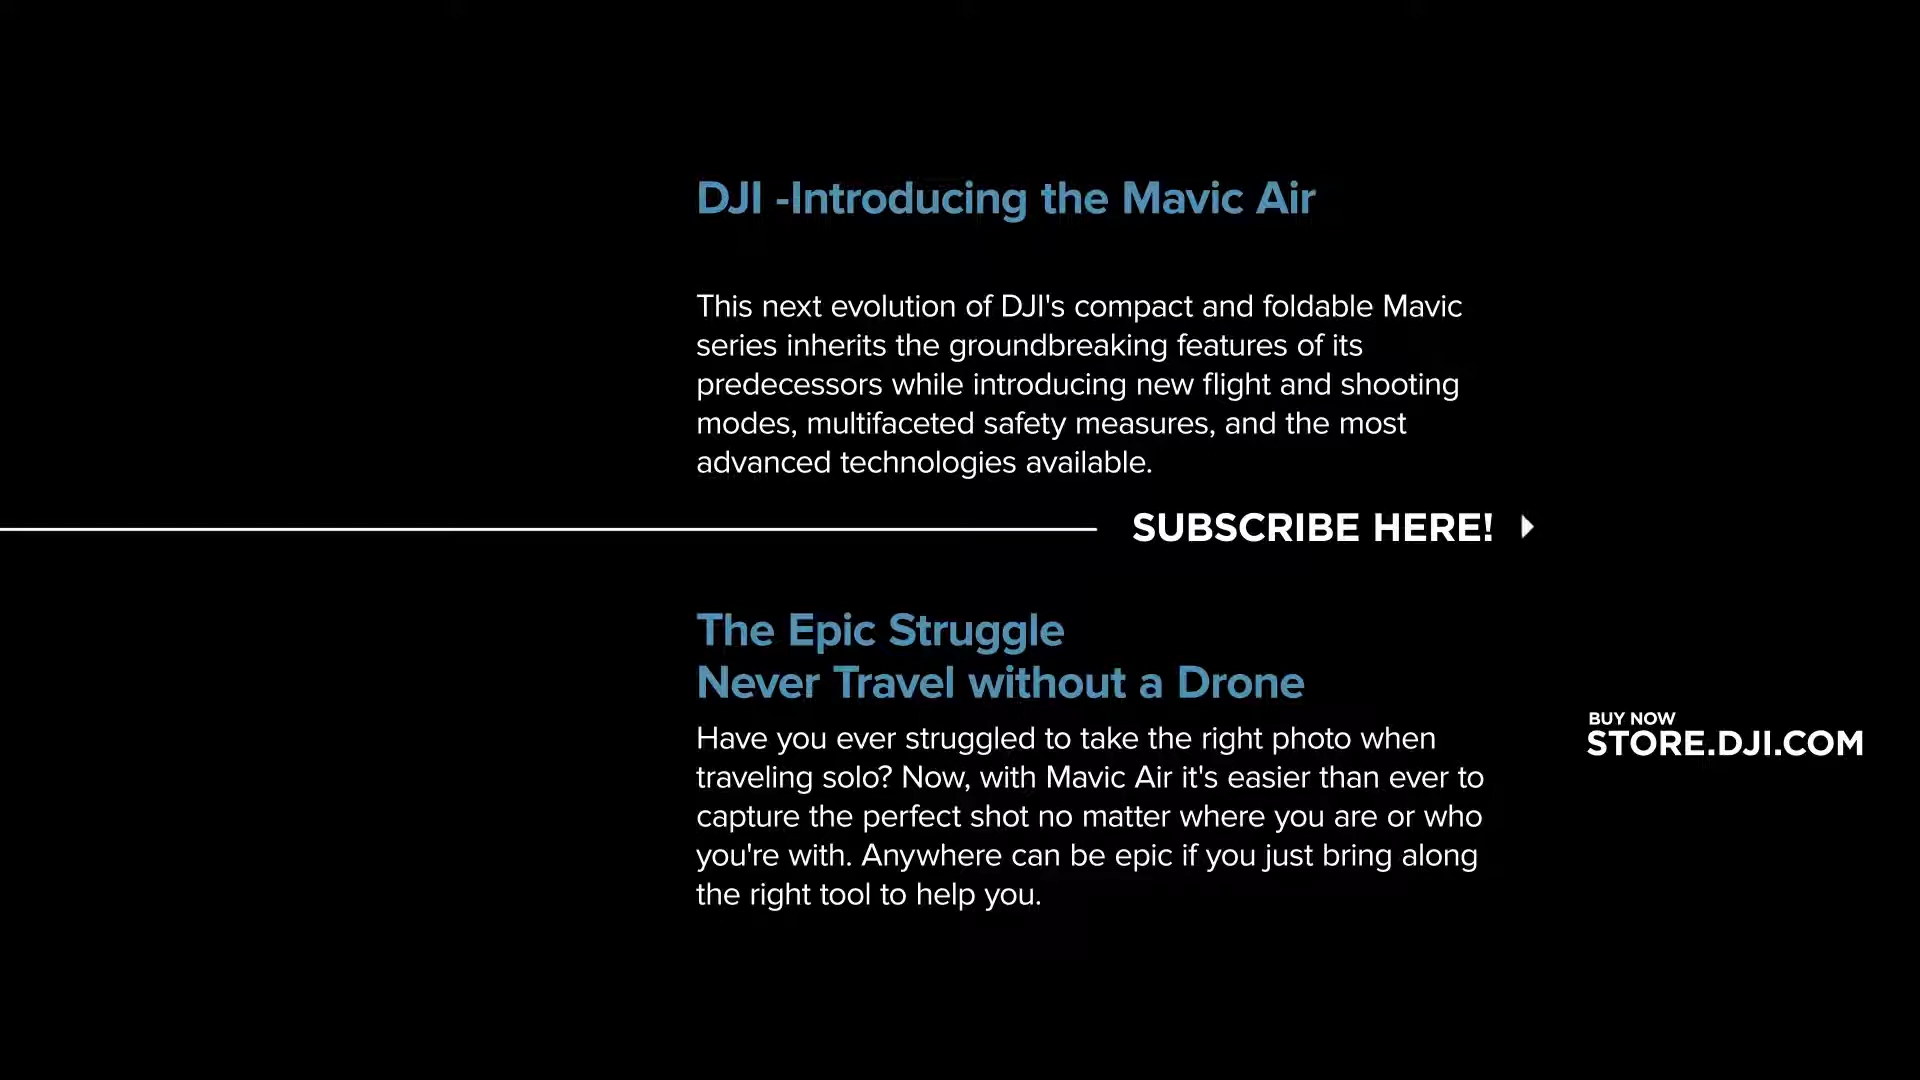 DJI -Introducing the Mavic Air
This next evolution of DJI's compact and foldable Mavic
series inherits the groundbreaking features of its
predecessors while introducing new flight and shooting
modes, multifaceted safety measures, and the most
advanced technologies available.
SUBSCRIBE HERE!
The Epic Struggle
Never Travel without a Drone
Have you ever struggled to take the right photo when
traveling solo? Now, with Mavic Air it's easier than ever to
capture the perfect shot no matter where you are or who
you're with. Anywhere can be epic if you just bring along
the right tool to help you.
BUY NOW
STORE.DJI.COM